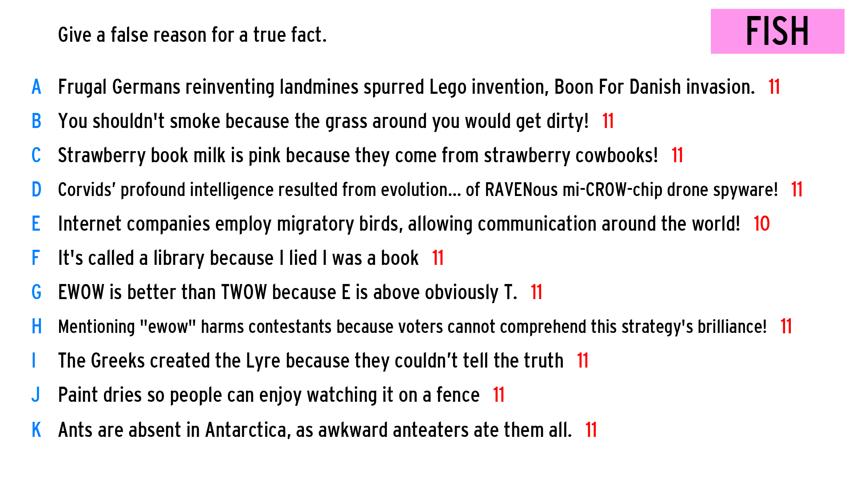 Give a false reason for a true fact.
FISH
A Frugal Germans reinventing landmines spurred Lego invention, Boon For Danish invasion. 11
B You shouldn't smoke because the grass around you would get dirty! 11
C Strawberry book milk is pink because they come from strawberry cowbooks! 11
D Corvids’ profound intelligence resulted from evolution... of RAVENous mi-CROW-chip drone spyware! 11
E Internet companies employ migratory birds, allowing communication around the world! 10
F It's called a library because I lied I was a book 11
G EWOW is better than TWOW because E is above obviously T. 11
H Mentioning "ewow" harms contestants because voters cannot comprehend this strategy's brilliance! 11
I The Greeks created the Lyre because they couldn’t tell the truth 11
J Paint dries so people can enjoy watching it on a fence 11
K Ants are absent in Antarctica, as awkward anteaters ate them all. 11